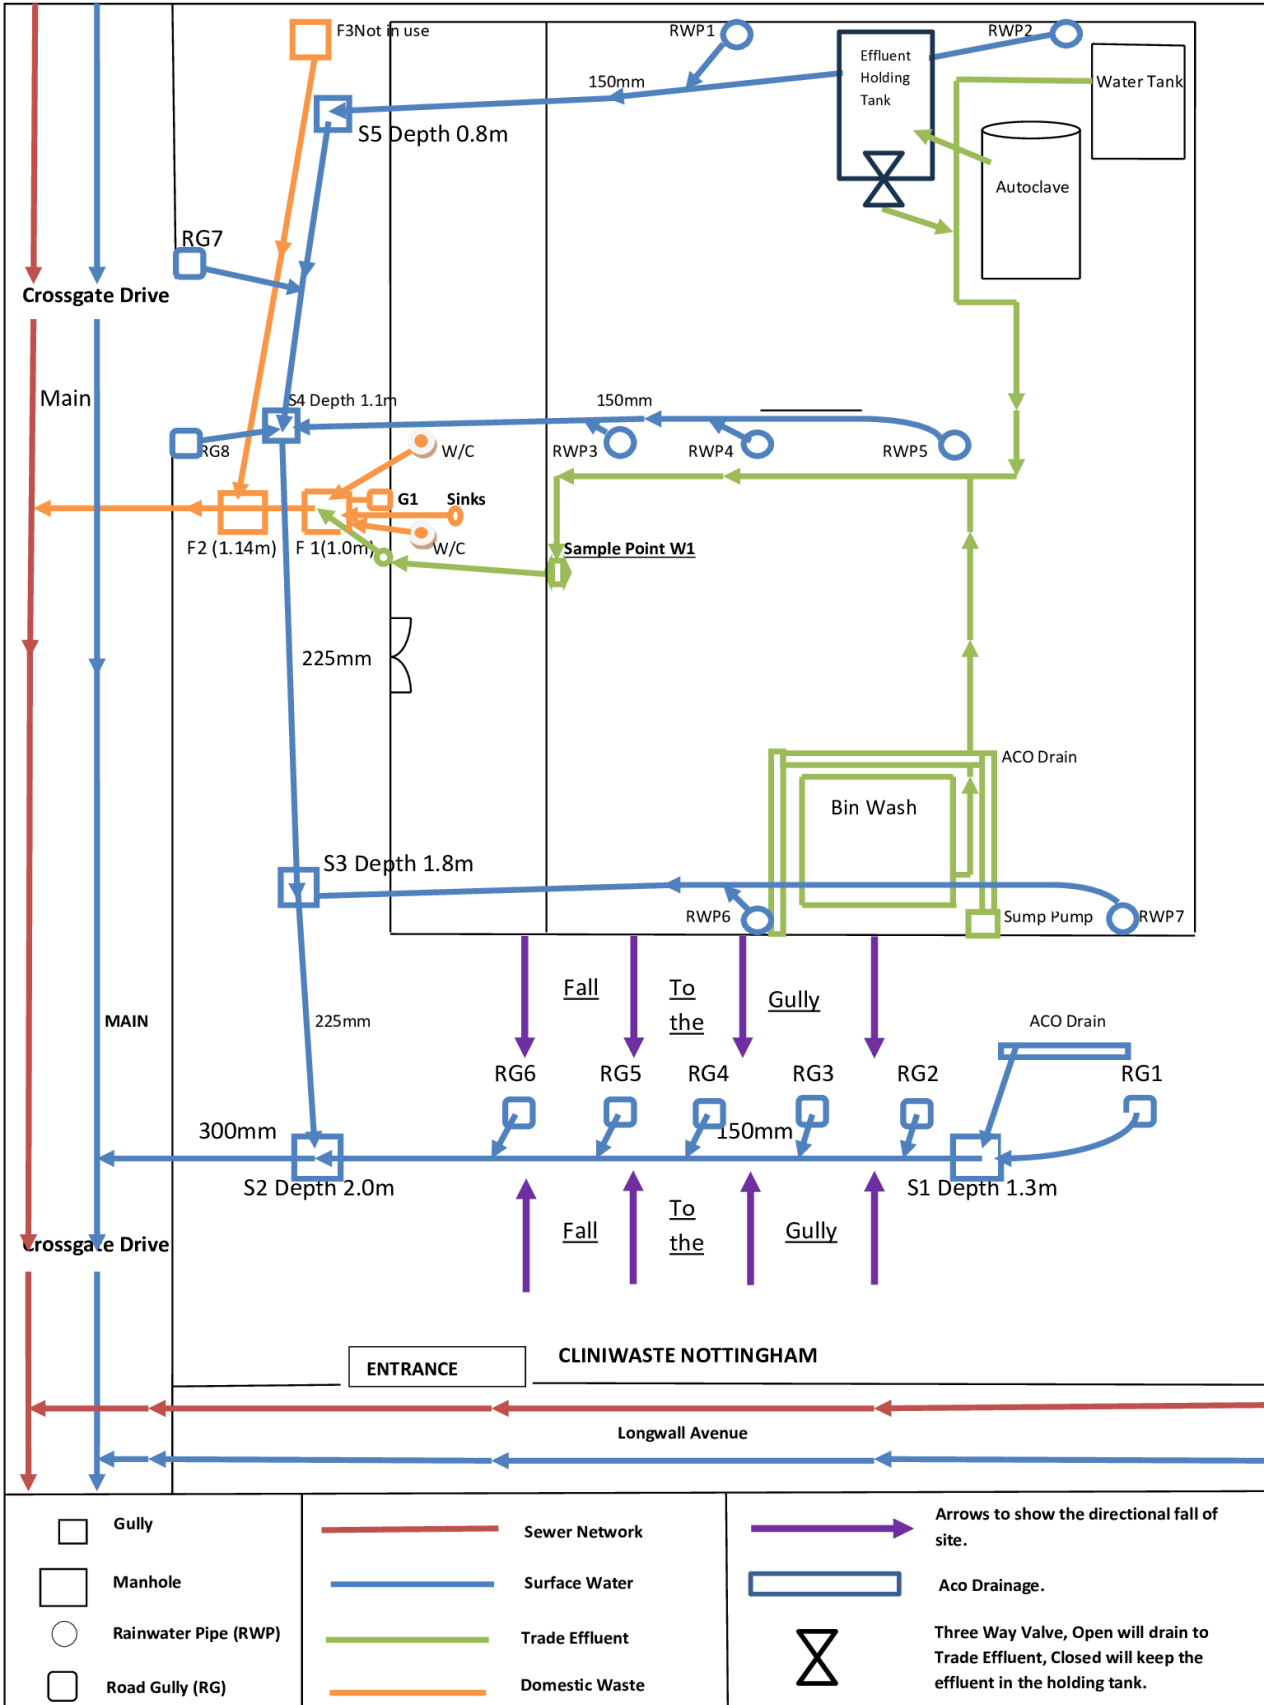 F3Not in use
RWP1
RWP2
Effluent
Holding
Tank
Water Tank
150mm
S5 Depth 0.8m
Autoclave
RG7
Crossgate Drive
Main
S4 Depth 1.1m
150mm
RG8
W/C
RWP3
RWP4
RWP5
G1
Sinks
F2 (1.14m)
F 1(1.0m)
W/C
Sample Point W1
225mm
ACO Drain
Bin Wash
S3 Depth 1.8m
RWP6
Sump Pump
RWP7
Fall
To
the
Gully
MAIN
225mm
ACO Drain
RG6
RG5
RG4
RG3
RG2
RG1
300mm
150mm
S2 Depth 2.0m
S1 Depth 1.3m
Fall
To
the
Gully
Crossgate Drive
ENTRANCE
CLINIWASTE NOTTINGHAM
Longwall Avenue
Gully
Manhole
Rainwater Pipe (RWP)
Road Gully (RG)
Sewer Network
Surface Water
Trade Effluent
Domestic Waste
Arrows to show the directional fall of
site.
Aco Drainage.
Three Way Valve, Open will drain to
Trade Effluent, Closed will keep the
effluent in the holding tank.